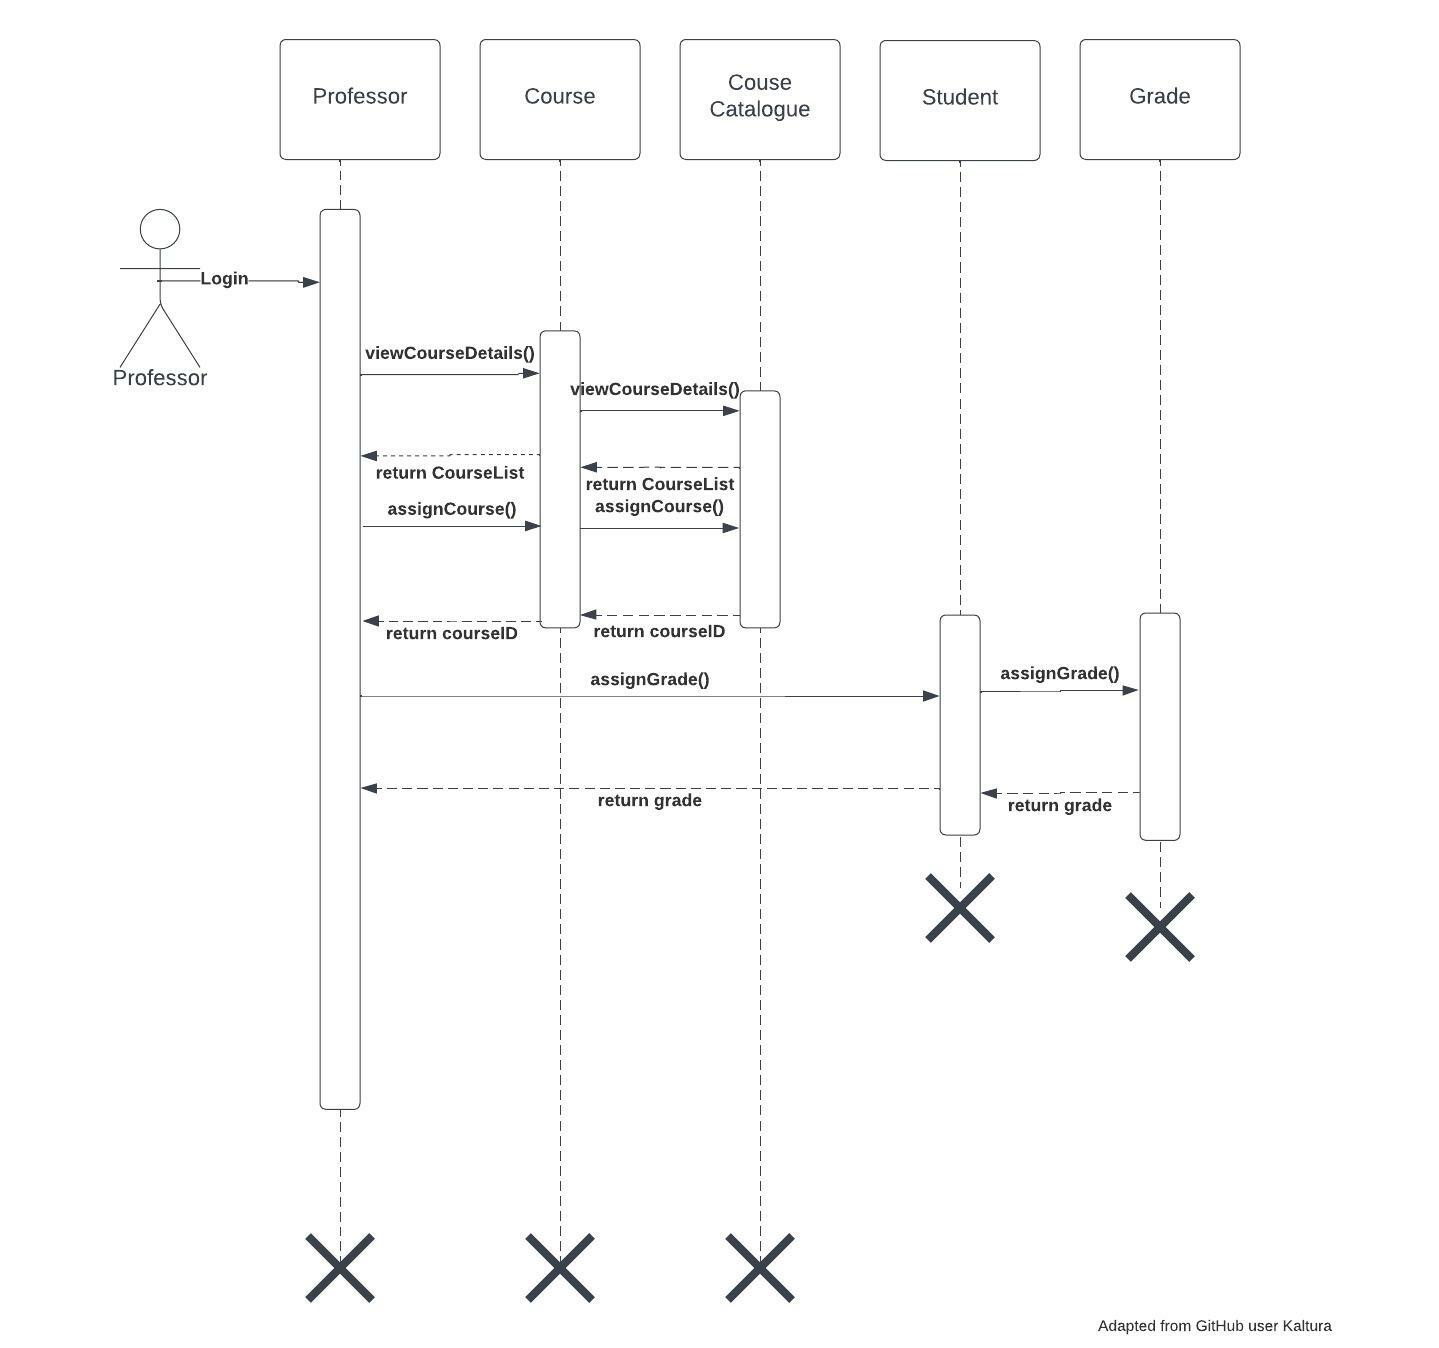 Professor
Course
Couse
Catalogue
Student
Grade
Login
Professor
viewCourseDetails()
viewCourseDetails()
return CourseList
return CourseList
assignCourse()
assignCourse()
return courseID
return courseID
assignGrade()
assignGrade()
return grade
return grade
Adapted from GitHub user Kaltura